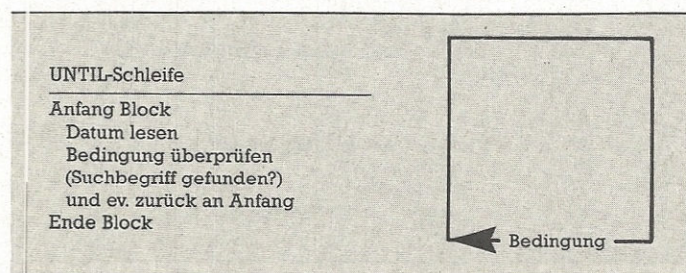 UNTIL-Schleife
Anfang Block
Datum lesen
Bedingung überprüfen
(Suchbegriff gefunden?)
und ev. zurück an Anfang
Ende Block
Bedingung